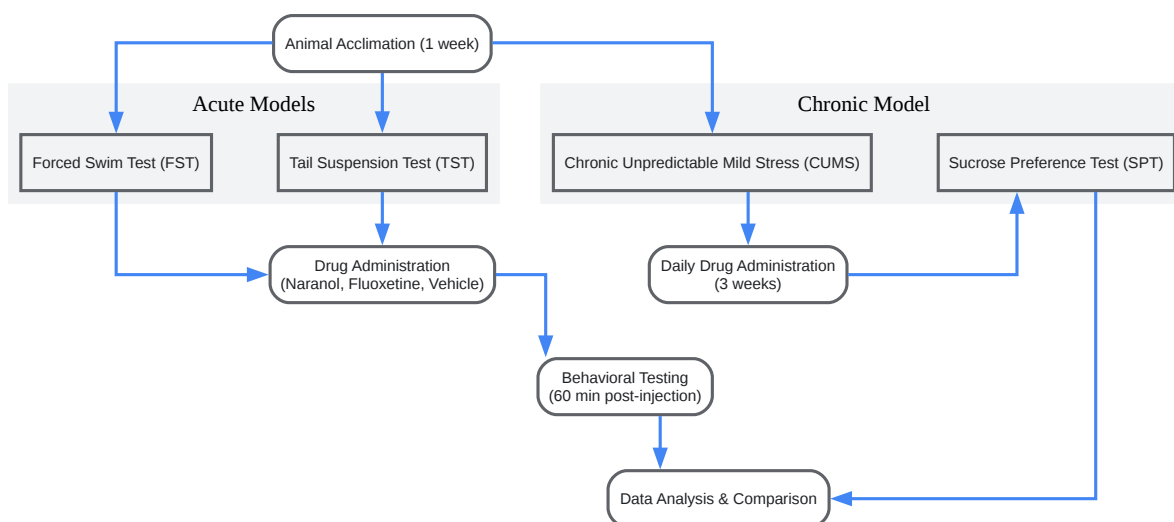 Animal Acclimation (1 week)
Acute Models
Chronic Model
Forced Swim Test (FST)
Tail Suspension Test (TST)
Chronic Unpredictable Mild Stress (CUMS)
Sucrose Preference Test (SPT)
Drug Administration
(Naranol, Fluoxetine, Vehicle)
Daily Drug Administration
(3 weeks)
Behavioral Testing
(60 min post-injection)
Data Analysis & Comparison